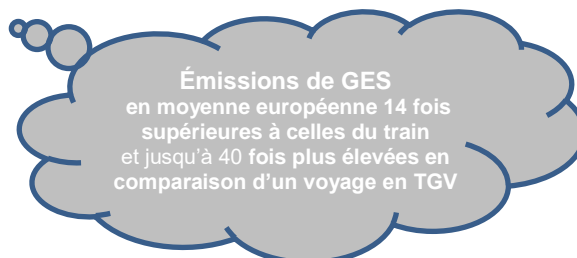 Émissions de GES
en moyenne européenne 14 fois
supérieures à celles du train
et jusqu'à 40 fois plus élevées en
comparaison d'un voyage en TGV